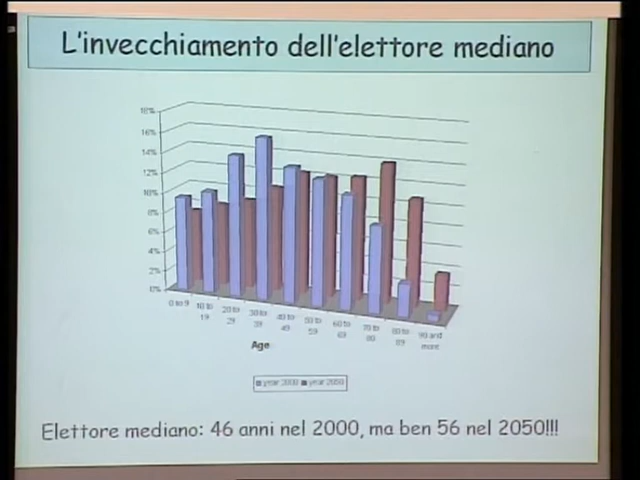 L'invecchiamento dell'elettore mediano
18%
16%
14%
12%
10%
8%
6%
4%
2%
0%
0 to 9
10 to 19
20 to 29
30 to 39
40 to 49
50 to 59
60 to 69
70 to
80 to 89
90 and more
Age
year 2000 year 2050
Elettore mediano: 46 anni nel 2000, ma ben 56 nel 2050!!!